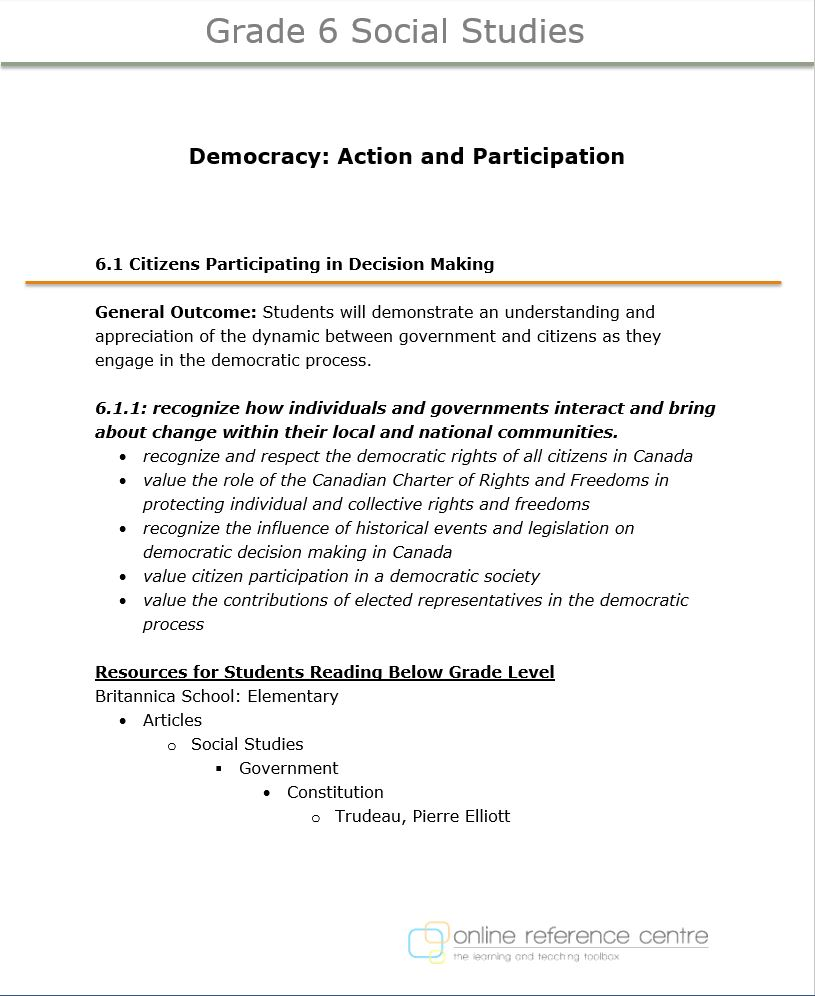 Grade 6 Social Studies
Democracy: Action and Participation
6.1 Citizens Participating in Decision Making
General Outcome: Students will demonstrate an understanding and
appreciation of the dynamic between government and citizens as they
engage in the democratic process.
6.1.1: recognize how individuals and governments interact and bring
about change within their local and national communities.
• recognize and respect the democratic rights of all citizens in Canada
• value the role of the Canadian Charter of Rights and Freedoms in
protecting individual and collective rights and freedoms
• recognize the influence of historical events and legislation on
democratic decision making in Canada
• value citizen participation in a democratic society
• value the contributions of elected representatives in the democratic
process
Resources for Students Reading Below Grade Level
Britannica School: Elementary
• Articles
o Social Studies
▪ Government
• Constitution
o Trudeau, Pierre Elliott
online reference centre
the learning and teaching toolbox